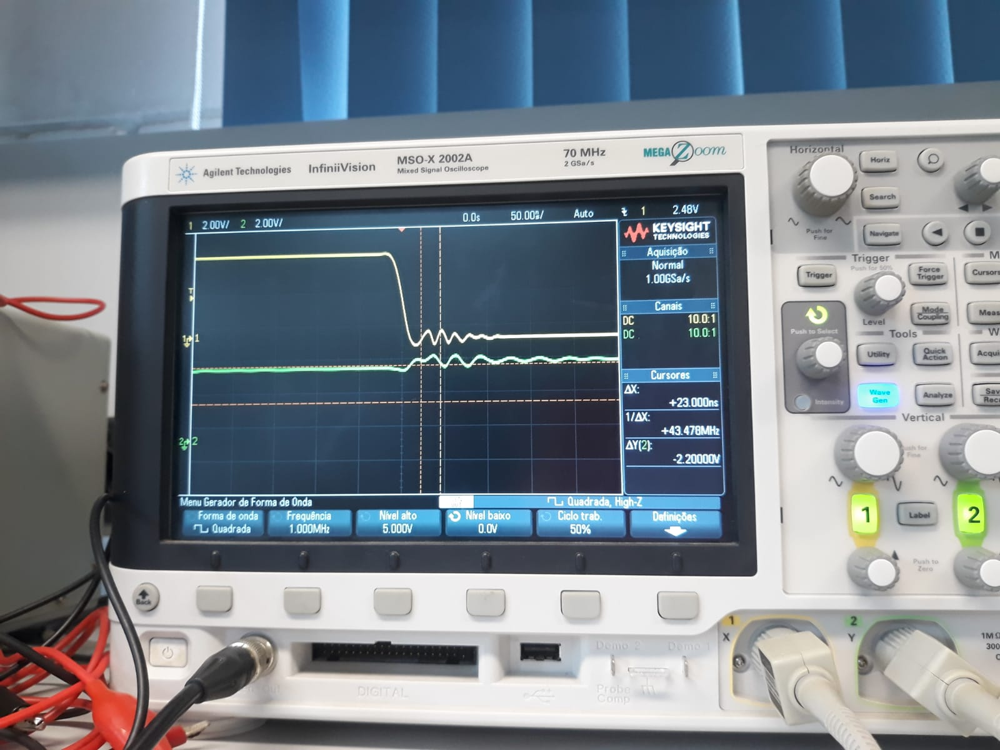 Agilent Technologies InfiniiVision MSO-X 2002A 70 MHz MEGA Zoom
Mixed Signal Oscilloscope 2 GSa/s
1 2.00V/ 2 2.00V/ 0.0s 50.00ns/ Auto 1 2.48V
KEYSIGHT
TECHNOLOGIES
Aquisição
Normal
1.00GSa/s
Canais
DC 10.0:1
DC 10.0:1
Cursores
ΔX:
+23.000ns
1/ΔX:
+43.478MHz
ΔY(2):
-2.20000V
T
1 1
2 2
Menu Gerador de Forma de Onda
Quadrada, High-Z
Forma de onda
Quadrada
Frequência
1.000MHz
Nível alto
5.000V
Nível baixo
0.0V
Ciclo trab.
50%
Definições
Back
Horizontal
Horiz
Search
Navigate
Push for
Fine
Trigger
Push for 50%
Trigger
Force
Trigger
Level
Mode
Coupling
Cursors
Meas
Push to Select
Intensity
Tools
Utility
Quick
Action
Acqui
Wave
Gen
Analyze
Sav
Reca
Vertical
Push for
Fine
1
Label
2
Push to
Zero
DIGITAL
Demo 2
Demo 1
Probe
Comp
1
X
2
Y
1M Ω
300